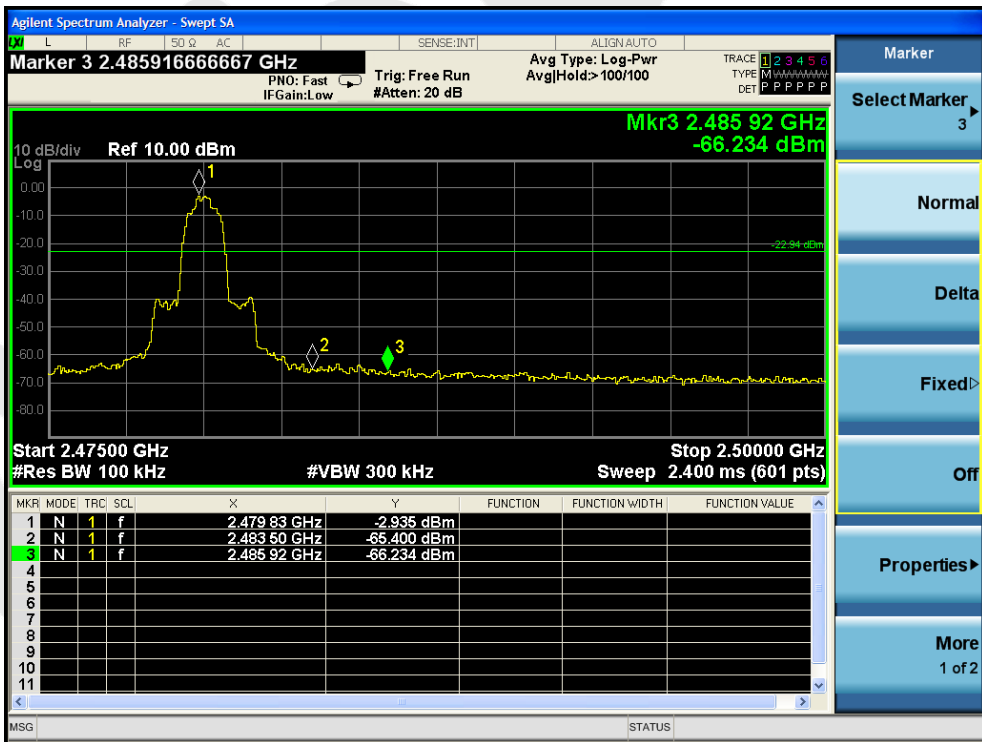 Agilent Spectrum Analyzer - Swept SA
LXI L RF 50 Ω AC SENSE:INT ALIGN AUTO
Marker 3 2.485916666667 GHz
PNO: Fast
IFGain:Low
Trig: Free Run
#Atten: 20 dB
Avg Type: Log-Pwr
Avg|Hold:>100/100
TRACE 1 2 3 4 5 6
TYPE M
DET P P P P P P
Mkr3 2.485 92 GHz
-66.234 dBm
10 dB/div Ref 10.00 dBm
Log
0.00
-10.0
-20.0
-30.0
-40.0
-50.0
-60.0
-70.0
-80.0
1
2
3
-22.94 dBm
Start 2.47500 GHz Stop 2.50000 GHz
#Res BW 100 kHz #VBW 300 kHz Sweep 2.400 ms (601 pts)
MKR MODE TRC SCL X Y FUNCTION FUNCTION WIDTH FUNCTION VALUE
1 N 1 f 2.479 83 GHz -2.935 dBm
2 N 1 f 2.483 50 GHz -65.400 dBm
3 N 1 f 2.485 92 GHz -66.234 dBm
4
5
6
7
8
9
10
11
MSG STATUS
Marker
Select Marker
3
Normal
Delta
Fixed
Off
Properties
More
1 of 2